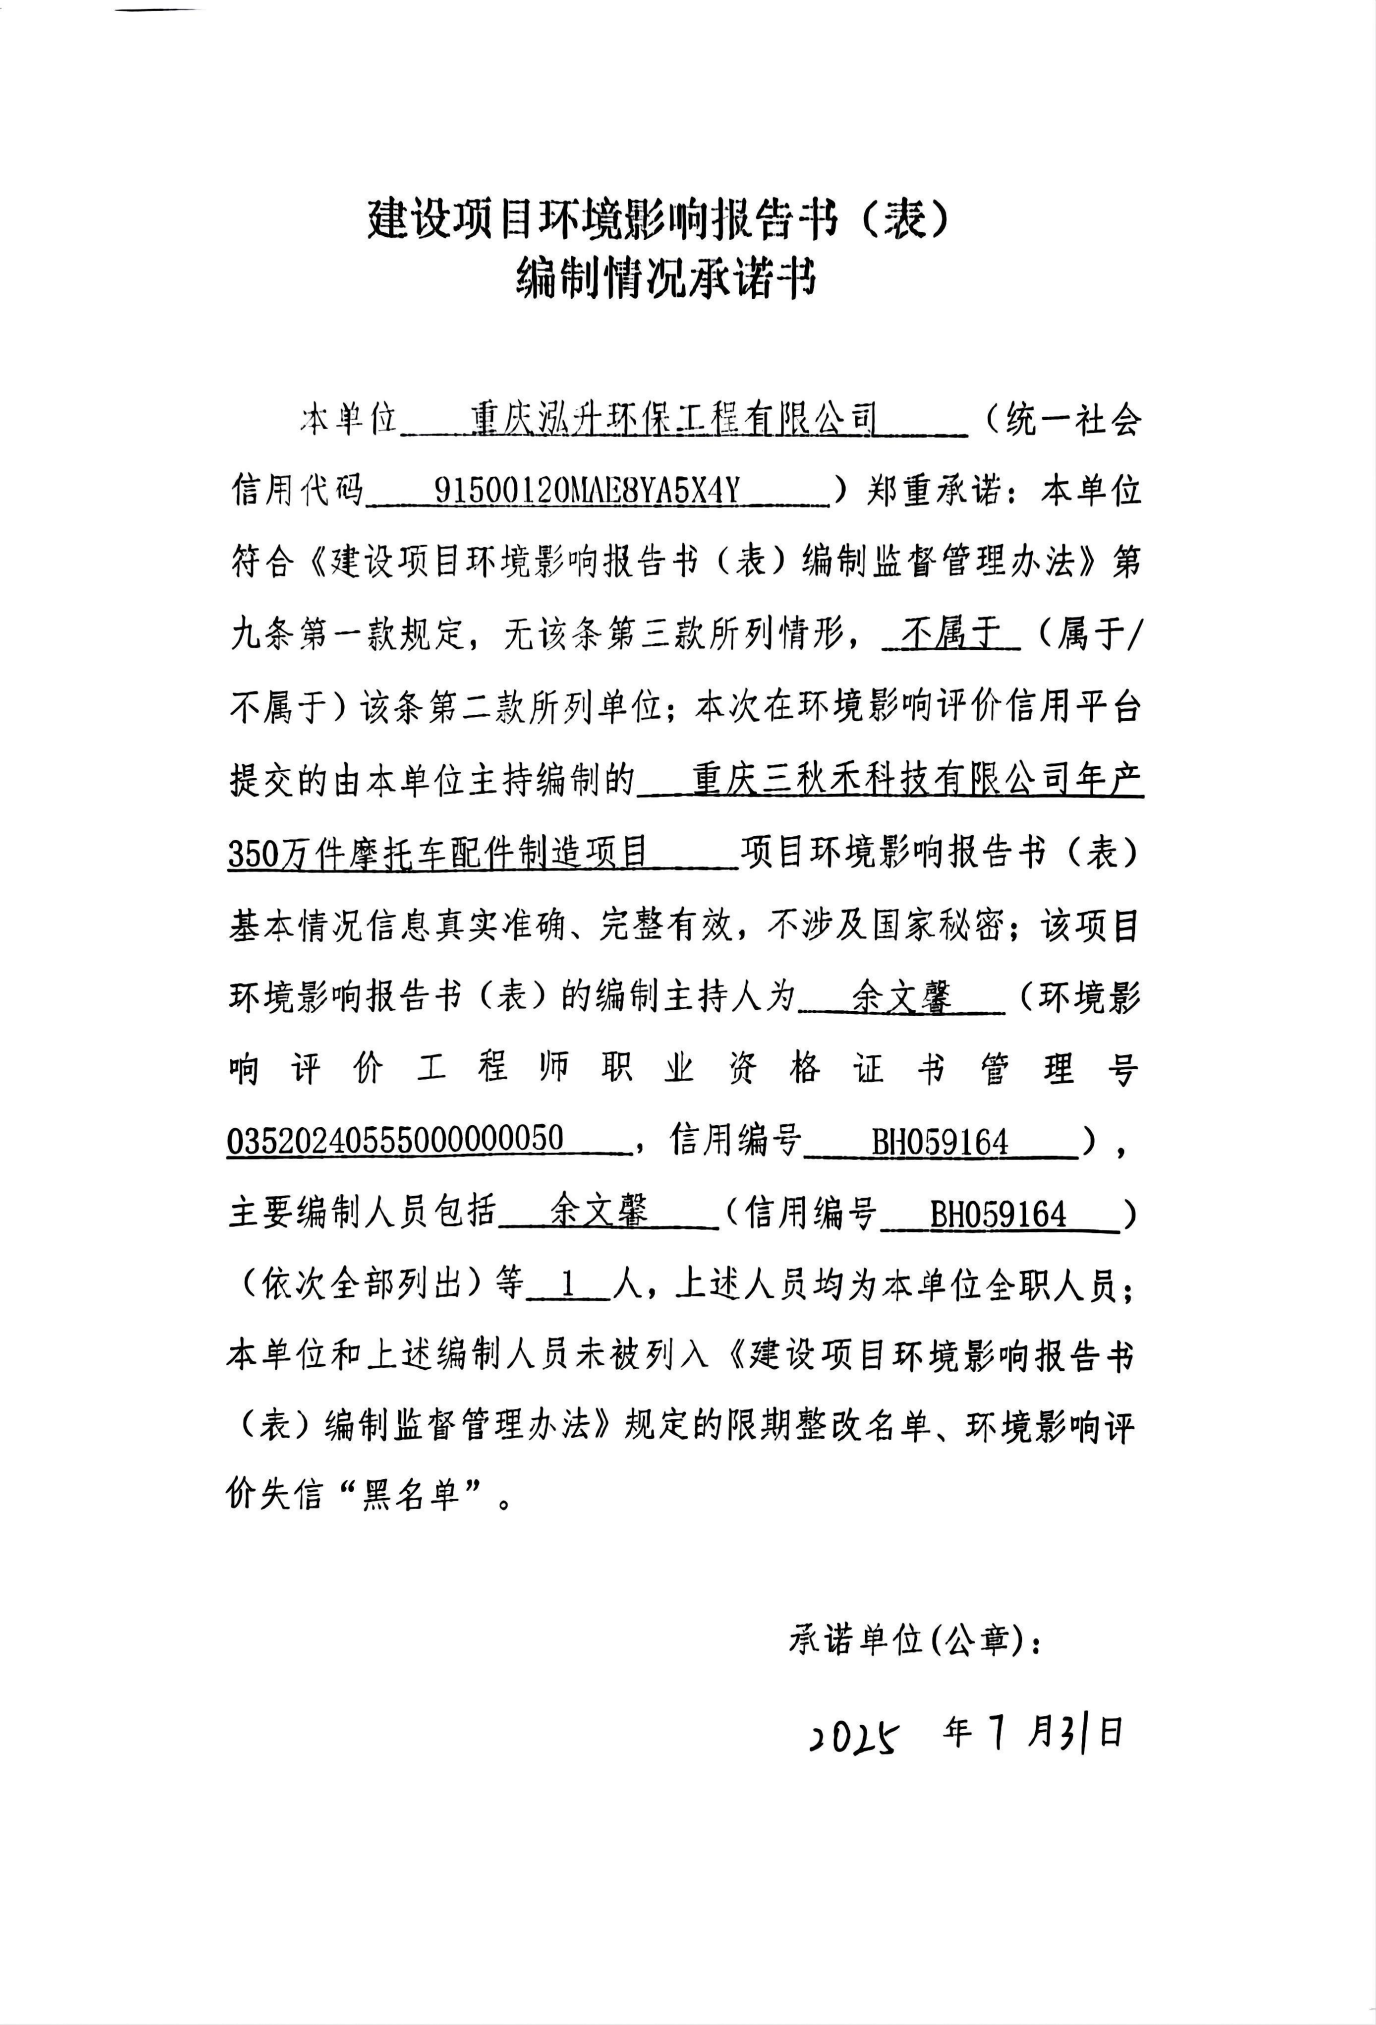 建设项目环境影响报告书（表）
编制情况承诺书
本单位 重庆泓升环保工程有限公司 （统一社会
信用代码 91500120MAE8YA5X4Y ）郑重承诺：本单位
符合《建设项目环境影响报告书（表）编制监督管理办法》第
九条第一款规定，无该条第三款所列情形， 不属于 （属于/
不属于）该条第二款所列单位；本次在环境影响评价信用平台
提交的由本单位主持编制的 重庆三秋禾科技有限公司年产
350万件摩托车配件制造项目 项目环境影响报告书（表）
基本情况信息真实准确、完整有效，不涉及国家秘密；该项目
环境影响报告书（表）的编制主持人为 余文馨 （环境影
响评价工程师职业资格证书管理号
03520240555000000050 ，信用编号 BH059164 ），
主要编制人员包括 余文馨 （信用编号 BH059164 ）
（依次全部列出）等 1 人，上述人员均为本单位全职人员；
本单位和上述编制人员未被列入《建设项目环境影响报告书
（表）编制监督管理办法》规定的限期整改名单、环境影响评
价失信“黑名单”。
承诺单位(公章)：
2025 年 7 月 31 日